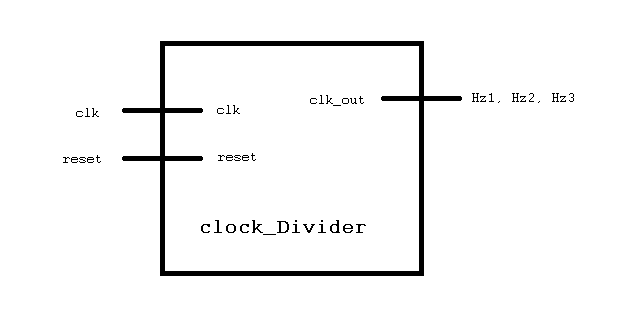 clk
clk
reset
reset
clk_out
Hz1, Hz2, Hz3
clock_Divider